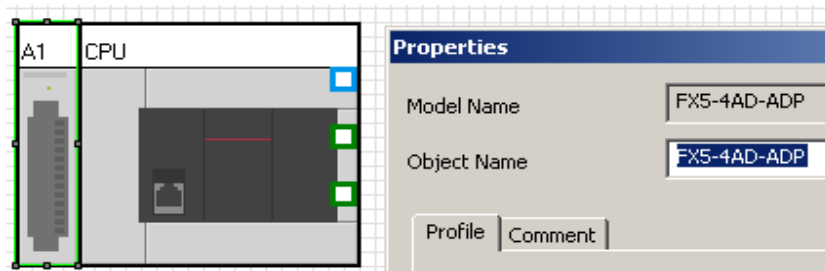 A1 CPU
Properties
Model Name FX5-4AD-ADP
Object Name FX5-4AD-ADP
Profile Comment